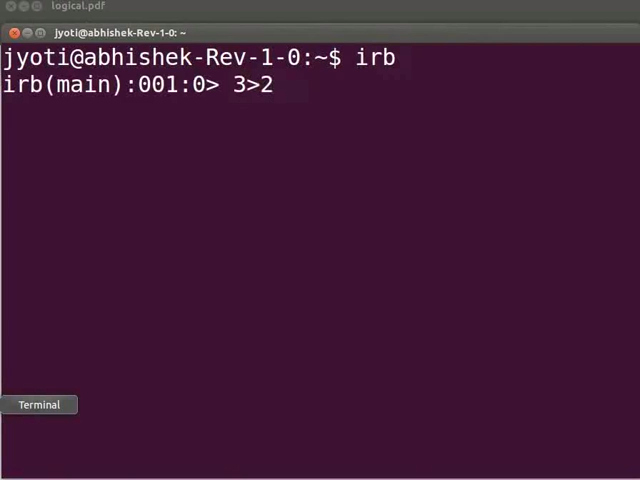 logical.pdf
jyoti@abhishek-Rev-1-0: ~
jyoti@abhishek-Rev-1-0:~$ irb
irb(main):001:0> 3>2
Terminal